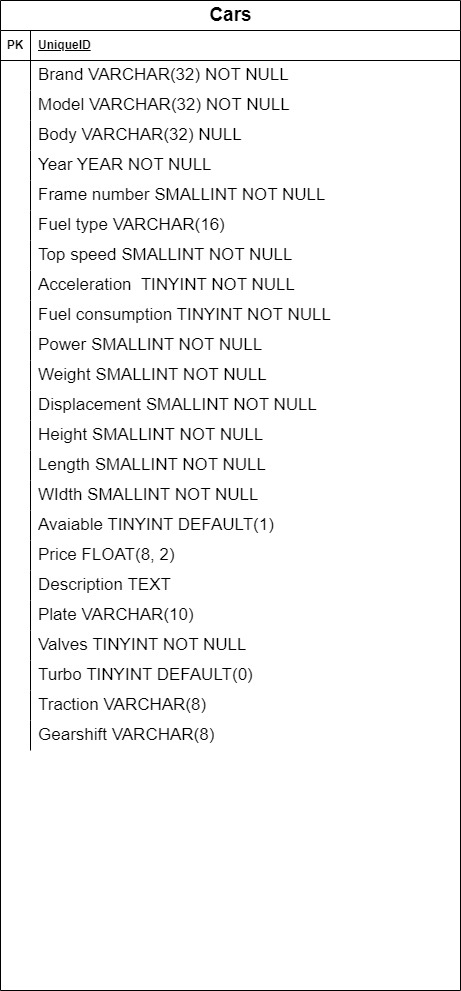 Cars
PK UniqueID
Brand VARCHAR(32) NOT NULL
Model VARCHAR(32) NOT NULL
Body VARCHAR(32) NULL
Year YEAR NOT NULL
Frame number SMALLINT NOT NULL
Fuel type VARCHAR(16)
Top speed SMALLINT NOT NULL
Acceleration  TINYINT NOT NULL
Fuel consumption TINYINT NOT NULL
Power SMALLINT NOT NULL
Weight SMALLINT NOT NULL
Displacement SMALLINT NOT NULL
Height SMALLINT NOT NULL
Length SMALLINT NOT NULL
WIdth SMALLINT NOT NULL
Avaiable TINYINT DEFAULT(1)
Price FLOAT(8, 2)
Description TEXT
Plate VARCHAR(10)
Valves TINYINT NOT NULL
Turbo TINYINT DEFAULT(0)
Traction VARCHAR(8)
Gearshift VARCHAR(8)